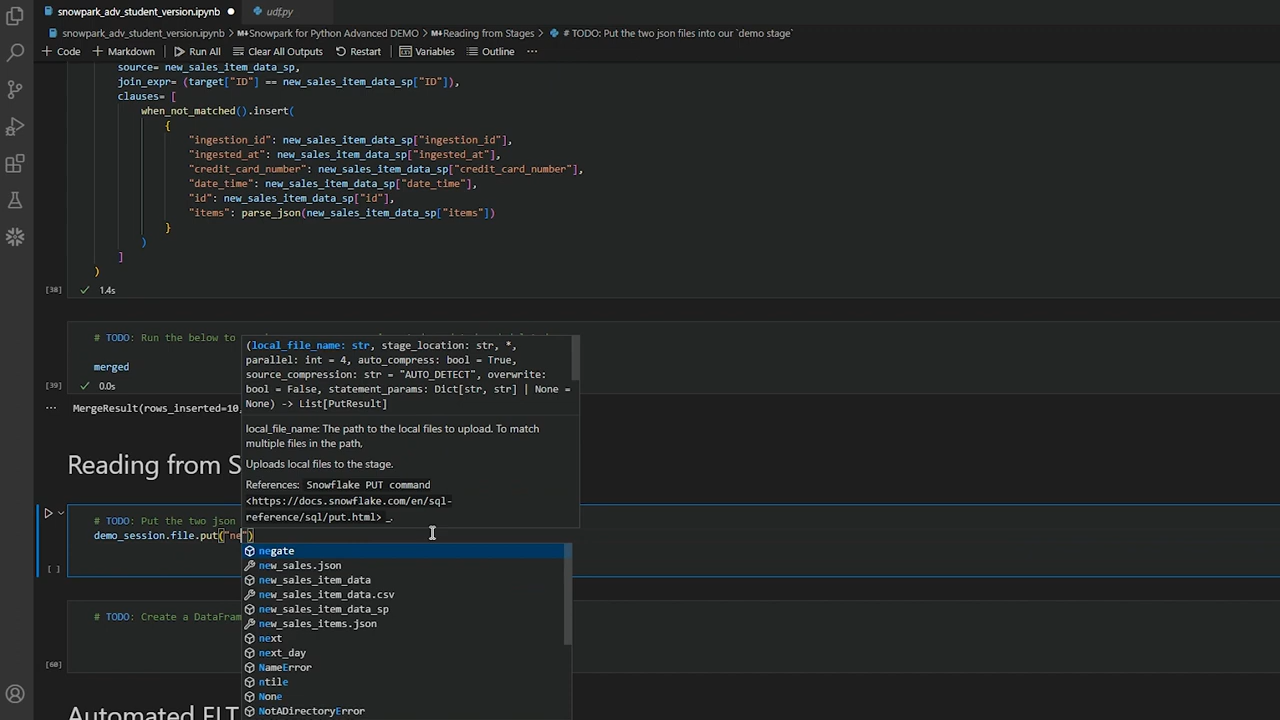 snowpark_adv_student_version.ipynb
udf.py
snowpark_adv_student_version.ipynb > Snowpark for Python Advanced DEMO > Reading from Stages > # TODO: Put the two json files into our `demo stage`
+ Code + Markdown Run All Clear All Outputs Restart Variables Outline ...
source= new_sales_item_data_sp,
join_expr= (target["ID"] == new_sales_item_data_sp["ID"]),
clauses= [
when_not_matched().insert(
{
"ingestion_id": new_sales_item_data_sp["ingestion_id"],
"ingested_at": new_sales_item_data_sp["ingested_at"],
"credit_card_number": new_sales_item_data_sp["credit_card_number"],
"date_time": new_sales_item_data_sp["date_time"],
"id": new_sales_item_data_sp["id"],
"items": parse_json(new_sales_item_data_sp["items"])
}
)
]
)
[38] 1.4s
# TODO: Run the below to
merged
[39] 0.0s
... MergeResult(rows_inserted=10,
(local_file_name: str, stage_location: str, *,
parallel: int = 4, auto_compress: bool = True,
source_compression: str = "AUTO_DETECT", overwrite:
bool = False, statement_params: Dict[str, str] | None =
None) -> List[PutResult]
local_file_name: The path to the local files to upload. To match
multiple files in the path,
Uploads local files to the stage.
References: Snowflake PUT command
<https://docs.snowflake.com/en/sql-
reference/sql/put.html> _.
Reading from S
# TODO: Put the two json
demo_session.file.put("ne")
[ ]
negate
new_sales.json
new_sales_item_data
new_sales_item_data.csv
new_sales_item_data_sp
new_sales_items.json
next
next_day
NameError
ntile
None
NotADirectoryError
# TODO: Create a DataFram
[60]
Automated ELT